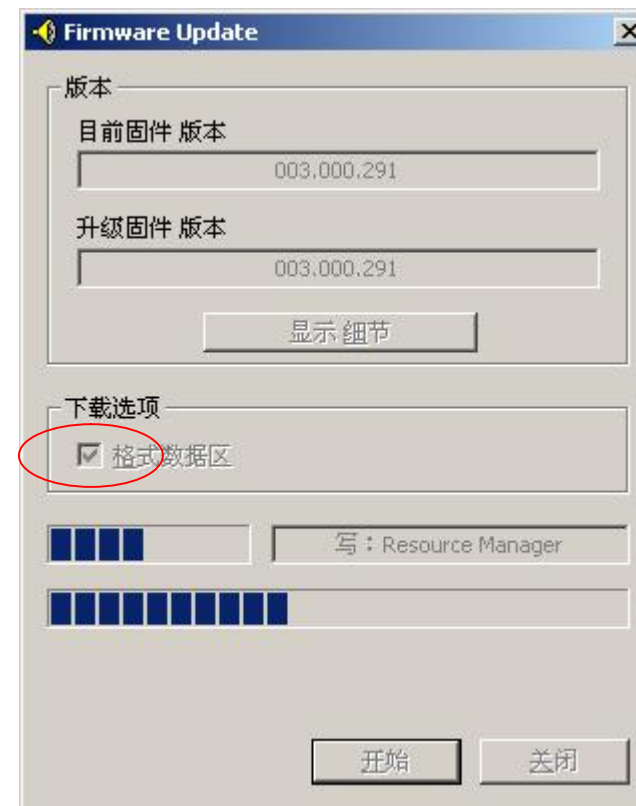 Firmware Update
版本
目前固件 版本
003.000.291
升级固件 版本
003.000.291
显示 细节
下载选项
格式数据区
写：Resource Manager
开始
关闭